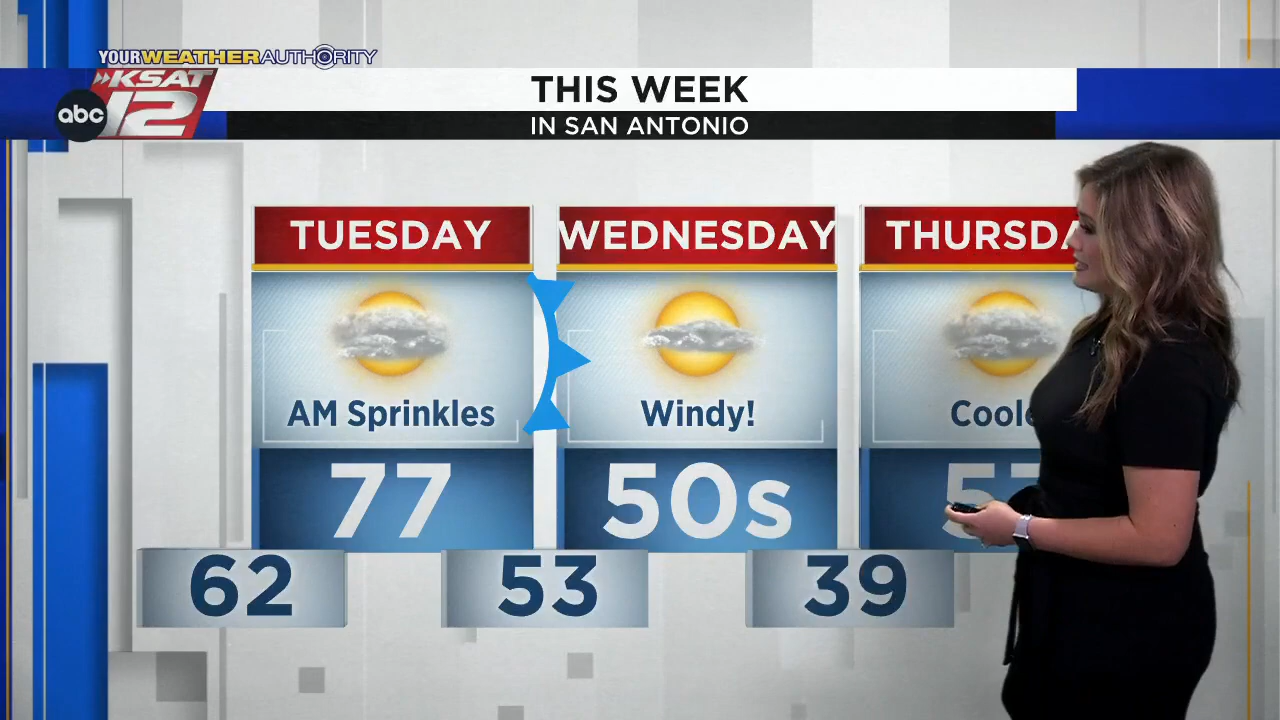 YOUR WEATHER AUTHORITY
KSAT
abc 12
THIS WEEK
IN SAN ANTONIO
TUESDAY WEDNESDAY
AM Sprinkles Windy!
77 50s
62 53 39